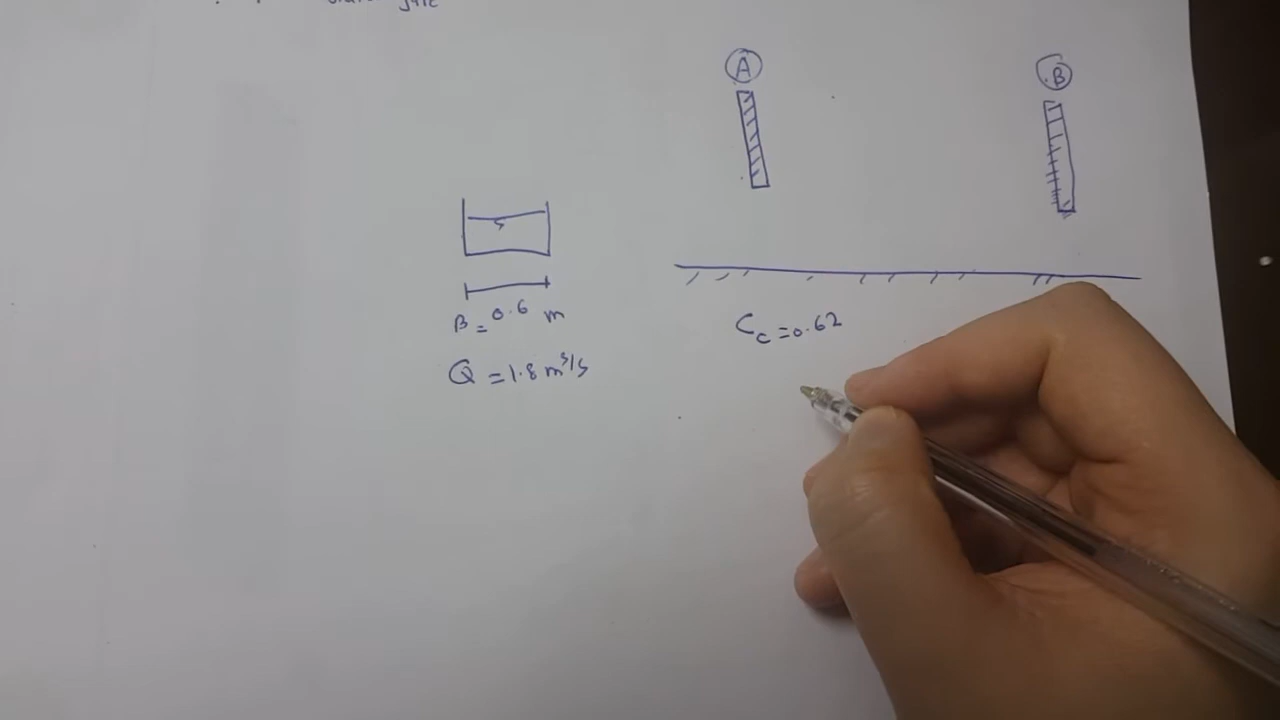 A
B
B = 0.6 m
Q = 1.8 m³/s
Cc = 0.62